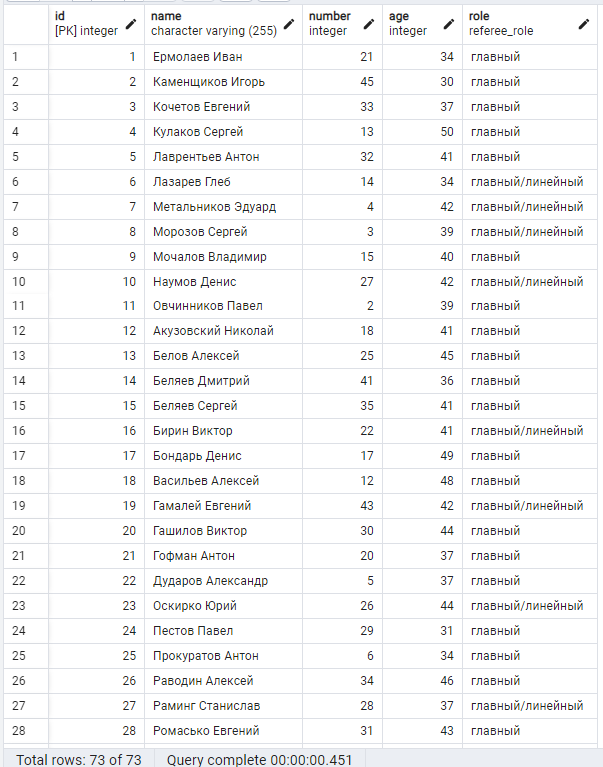 id name number age role
[PK] integer character varying (255) integer integer referee_role
1 1 Ермолаев Иван 21 34 главный
2 2 Каменщиков Игорь 45 30 главный
3 3 Кочетов Евгений 33 37 главный
4 4 Кулаков Сергей 13 50 главный
5 5 Лаврентьев Антон 32 41 главный
6 6 Лазарев Глеб 14 34 главный/линейный
7 7 Метальников Эдуард 4 42 главный/линейный
8 8 Морозов Сергей 3 39 главный/линейный
9 9 Мочалов Владимир 15 40 главный
10 10 Наумов Денис 27 42 главный/линейный
11 11 Овчинников Павел 2 39 главный
12 12 Акузовский Николай 18 41 главный
13 13 Белов Алексей 25 45 главный
14 14 Беляев Дмитрий 41 36 главный
15 15 Беляев Сергей 35 41 главный
16 16 Бирин Виктор 22 41 главный/линейный
17 17 Бондарь Денис 17 49 главный
18 18 Васильев Алексей 12 48 главный
19 19 Гамалей Евгений 43 42 главный/линейный
20 20 Гашилов Виктор 30 44 главный
21 21 Гофман Антон 20 37 главный
22 22 Дударов Александр 5 37 главный
23 23 Оскирко Юрий 26 44 главный/линейный
24 24 Пестов Павел 29 31 главный
25 25 Прокуратов Антон 6 34 главный
26 26 Раводин Алексей 34 46 главный
27 27 Раминг Станислав 28 37 главный/линейный
28 28 Ромасько Евгений 31 43 главный
Total rows: 73 of 73 Query complete 00:00:00.451